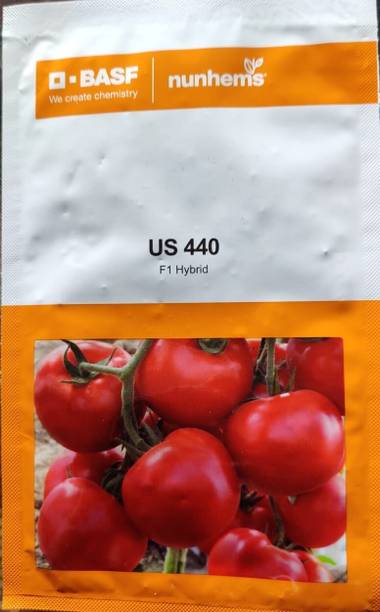 BASF
We create chemistry
nunhems
US 440
F1 Hybrid